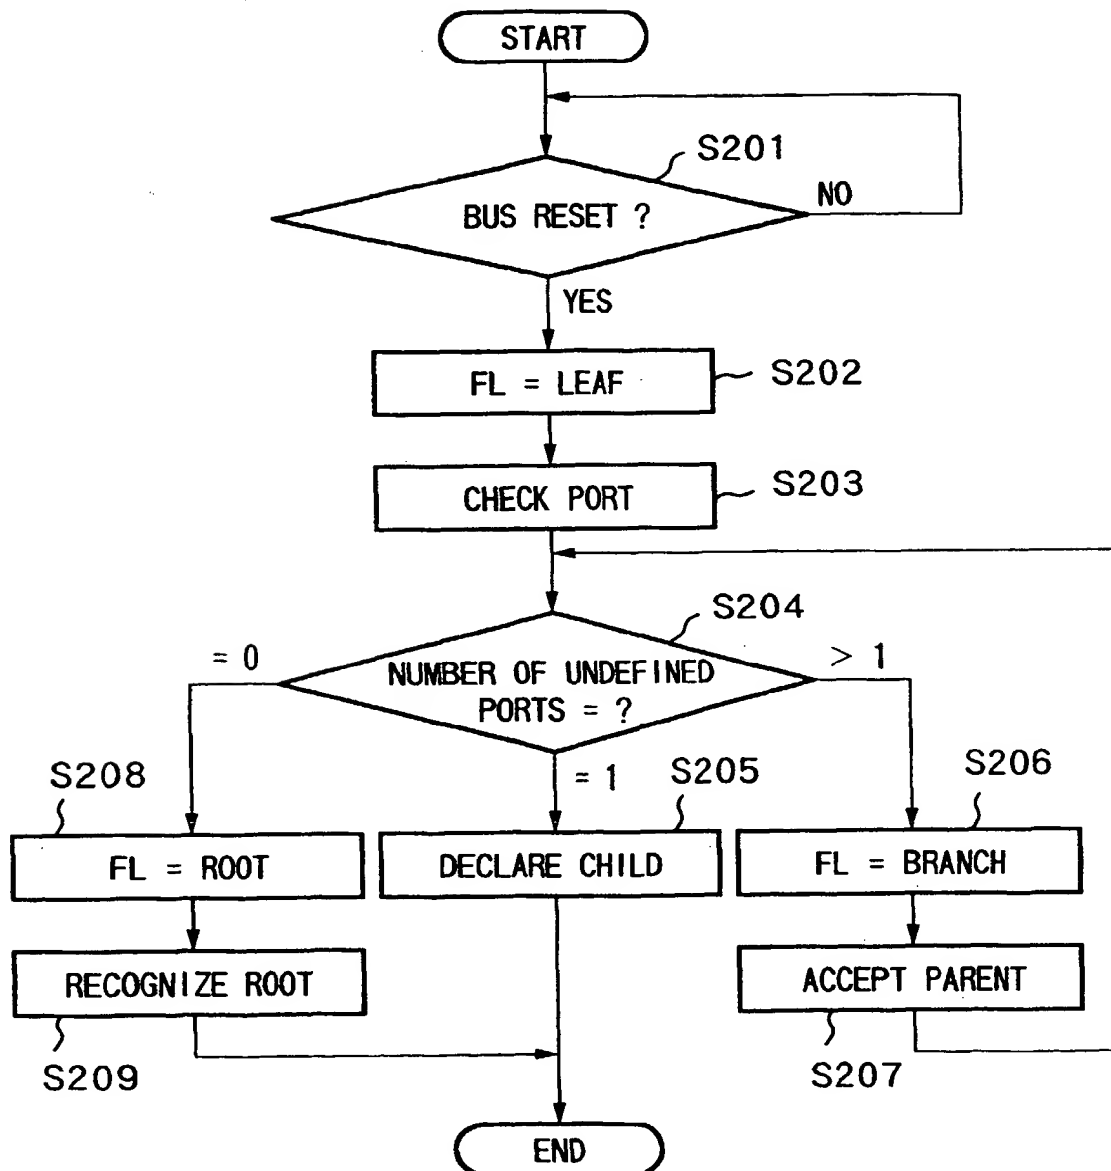 START
S201
BUS RESET ?
NO
YES
FL = LEAF
S202
CHECK PORT
S203
S204
= 0
NUMBER OF UNDEFINED
PORTS = ?
> 1
S208
= 1
S205
S206
FL = ROOT
DECLARE CHILD
FL = BRANCH
RECOGNIZE ROOT
ACCEPT PARENT
S209
S207
END